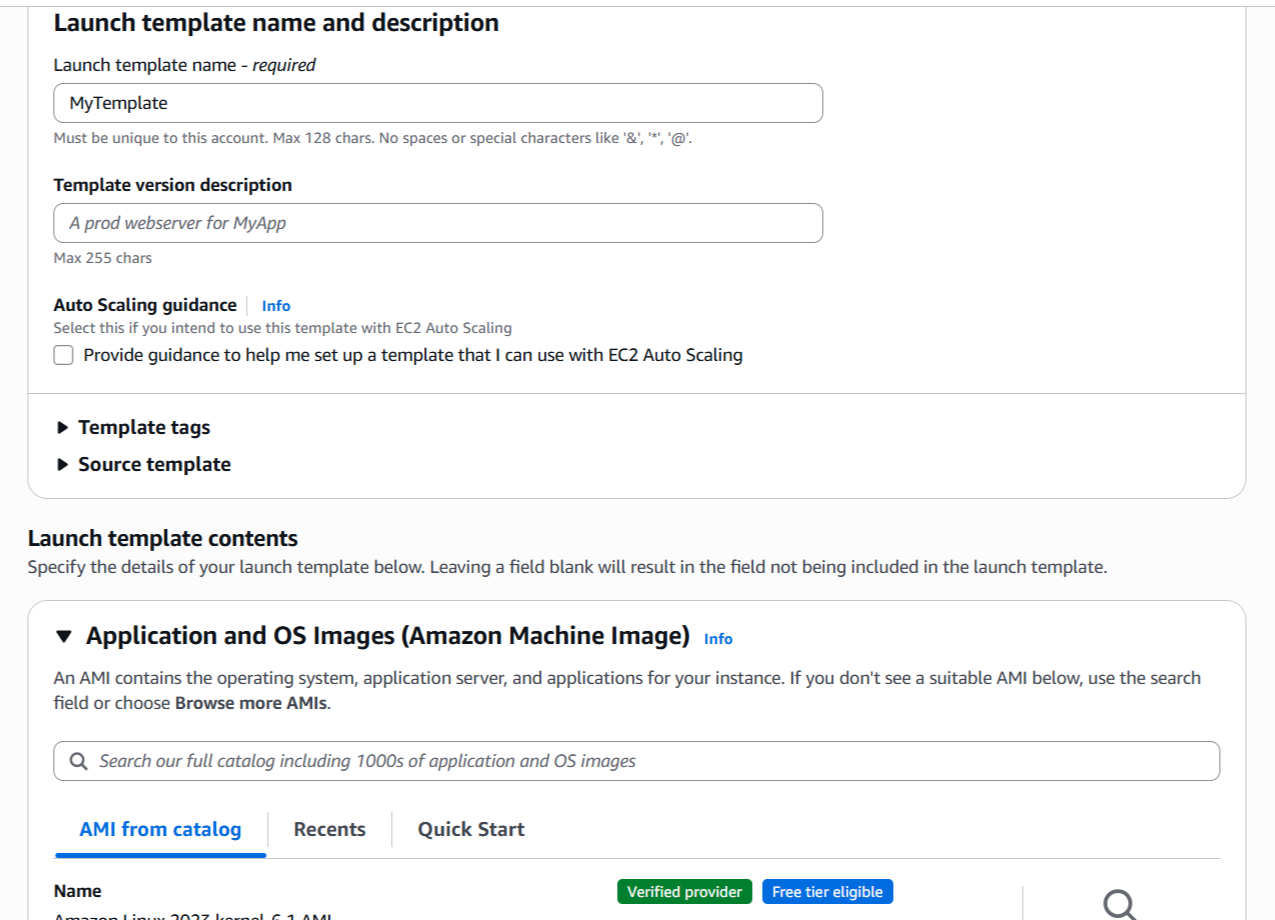 Launch template name and description
Launch template name - required
MyTemplate
Must be unique to this account. Max 128 chars. No spaces or special characters like '&', '*', '@'.
Template version description
A prod webserver for MyApp
Max 255 chars
Auto Scaling guidance Info
Select this if you intend to use this template with EC2 Auto Scaling
Provide guidance to help me set up a template that I can use with EC2 Auto Scaling
Template tags
Source template
Launch template contents
Specify the details of your launch template below. Leaving a field blank will result in the field not being included in the launch template.
Application and OS Images (Amazon Machine Image) Info
An AMI contains the operating system, application server, and applications for your instance. If you don't see a suitable AMI below, use the search
field or choose Browse more AMIs.
Search our full catalog including 1000s of application and OS images
AMI from catalog Recents Quick Start
Name Verified provider Free tier eligible
Amazon Linux 2023 kernel-6.1 AMI